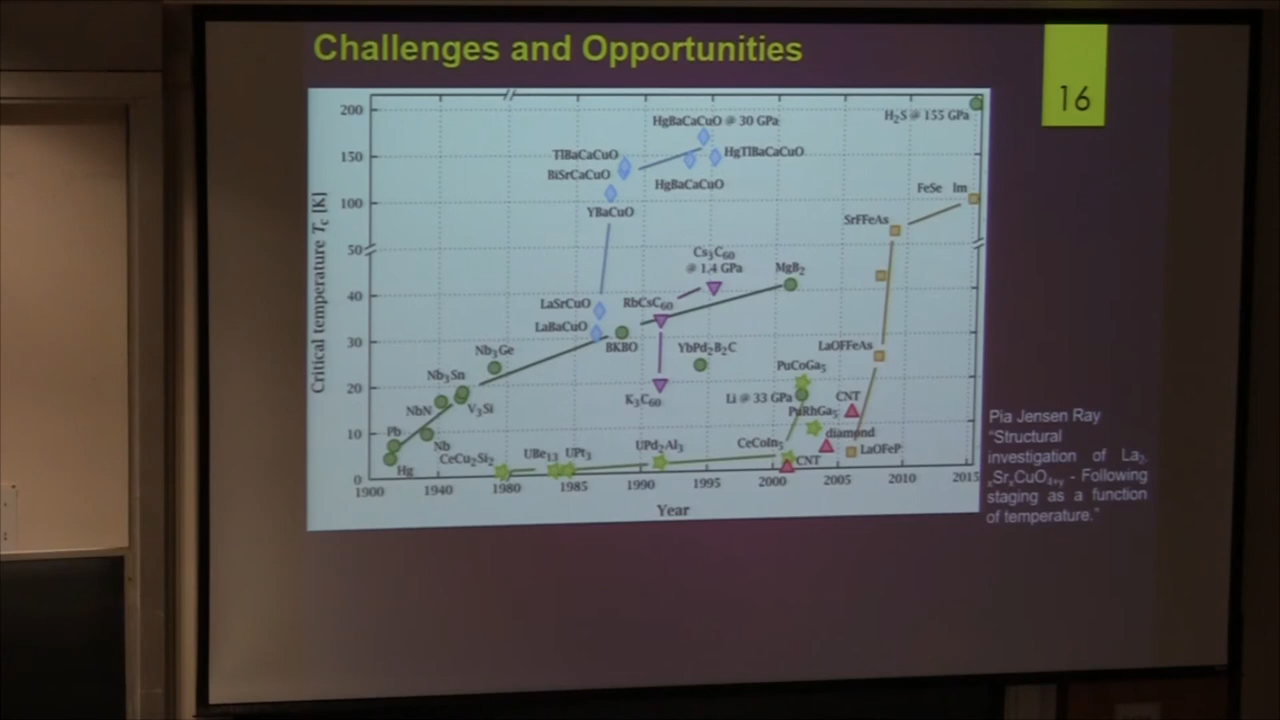 Challenges and Opportunities
16
200
150
100
50
40
30
20
10
0
Critical temperature Tc [K]
1900
1940
1980
1985
1990
1995
2000
2005
2010
2015
Year
H2S @ 155 GPa
HgBaCaCuO @ 30 GPa
TlBaCaCuO
HgTlBaCaCuO
BiSrCaCuO
HgBaCaCuO
YBaCuO
FeSe lm
SrFFeAs
Cs3C60
@ 1.4 GPa
MgB2
LaSrCuO
RbCsC60
LaBaCuO
BKBO
YbPd2B2C
LaOFFeAs
Nb3Ge
PuCoGa5
Nb3Sn
K3C60
Li @ 33 GPa
CNT
NbN
V3Si
PuRhGa5
Pb
Nb
diamond
CeCu2Si2
UBe13
UPt3
UPd2Al3
CeCoIn5
CNT
LaOFeP
Hg
Pia Jensen Ray
“Structural
investigation of La2-
xSrxCuO4+y - Following
staging as a function
of temperature.”